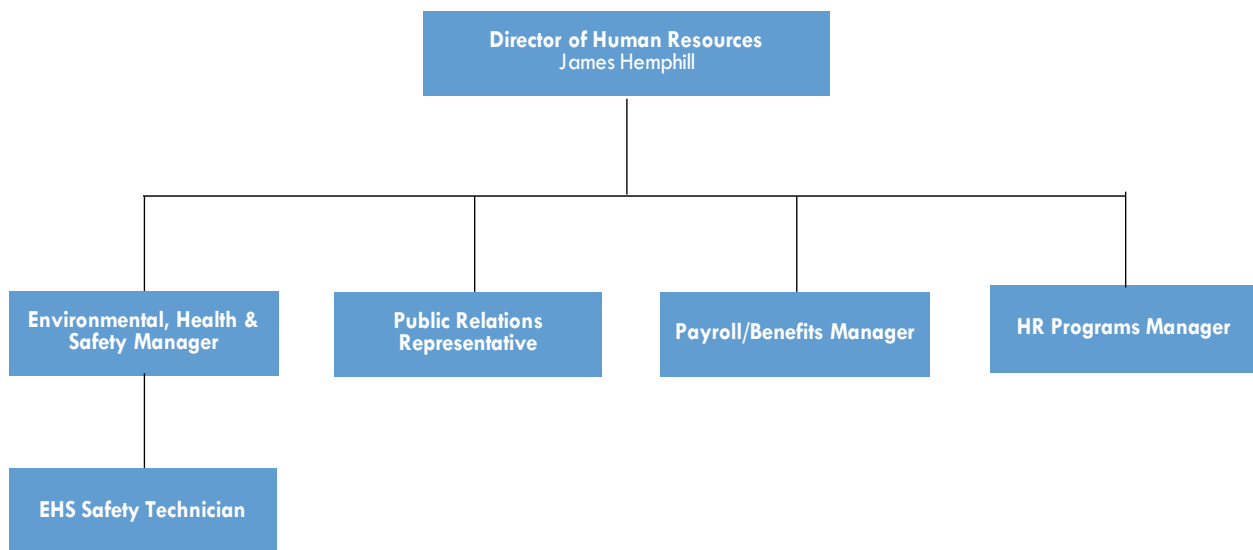 Director of Human Resources
James Hemphill
Environmental, Health &
Safety Manager
Public Relations
Representative
Payroll/Benefits Manager
HR Programs Manager
EHS Safety Technician